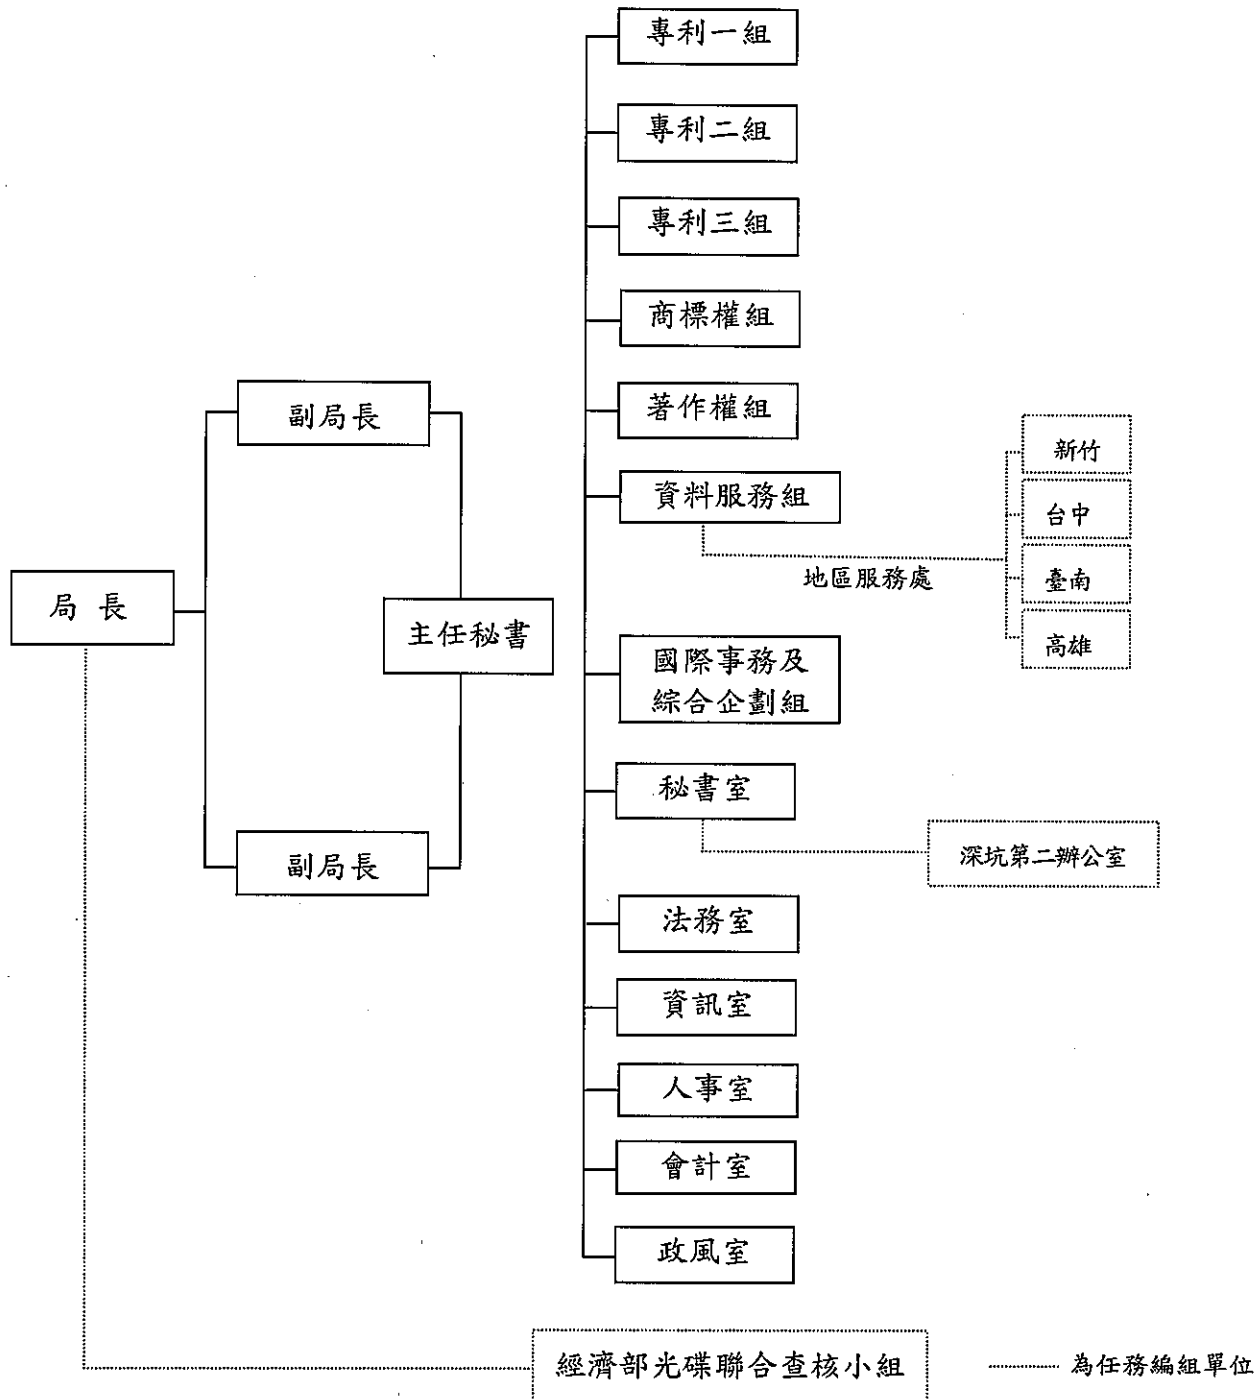 局長
副局長
副局長
主任秘書
專利一組
專利二組
專利三組
商標權組
著作權組
資料服務組
地區服務處
新竹
台中
臺南
高雄
國際事務及
綜合企劃組
秘書室
深坑第二辦公室
法務室
資訊室
人事室
會計室
政風室
經濟部光碟聯合查核小組
為任務編組單位